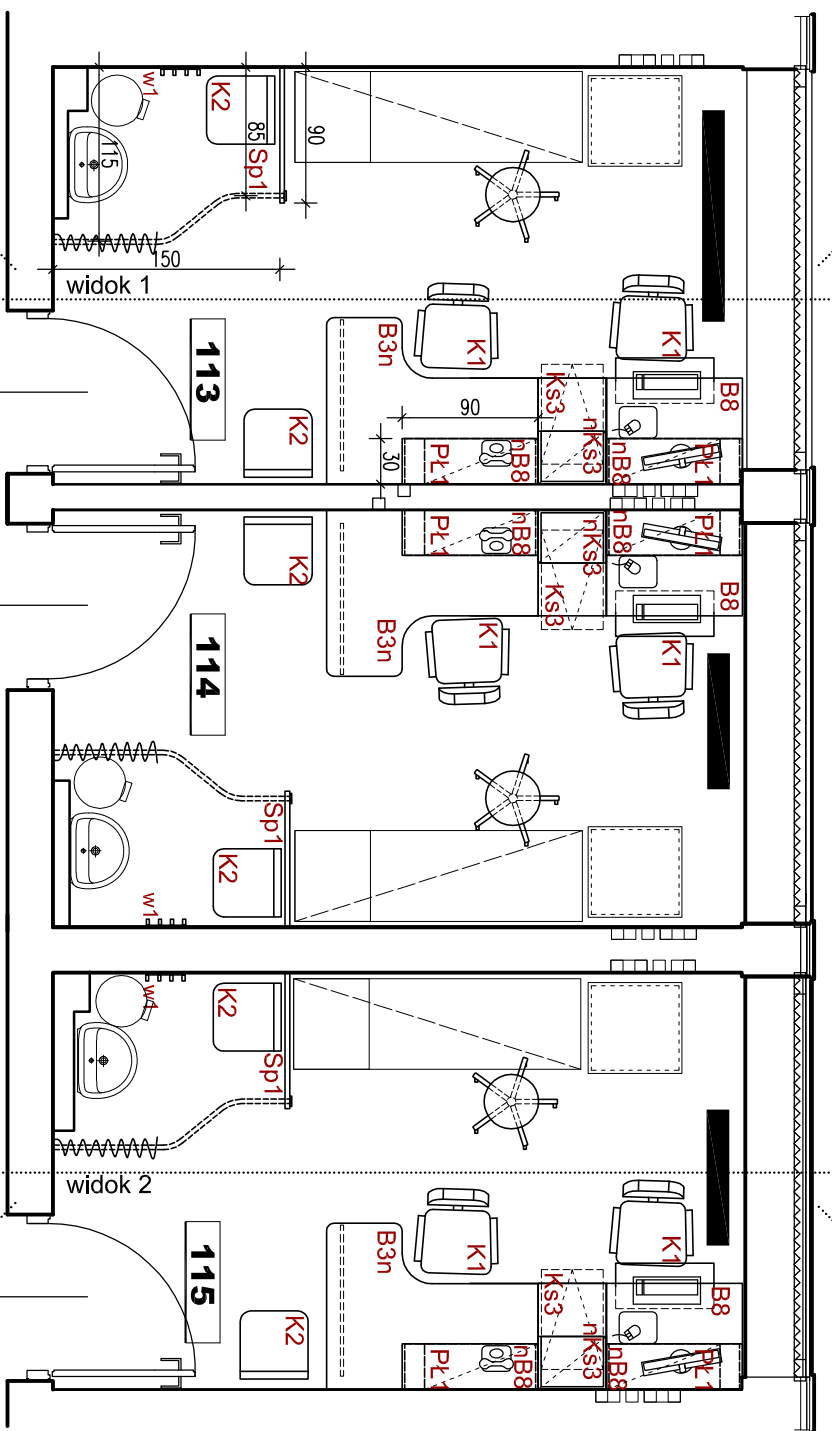 w1
K2
85
Sp1
90
115
150
widok 1
113
K2
B3n
K1
K1
B8
90
30
Ks3
nKs3
PŁ1
nB8
nB8
PŁ1
PŁ1
nB8
nKs3
nB8
PŁ1
Ks3
B8
K2
B3n
K1
K1
114
Sp1
K2
w1
w1
K2
Sp1
widok 2
115
K2
B3n
K1
K1
B8
Ks3
nKs3
PŁ1
nB8
nB8
PŁ1